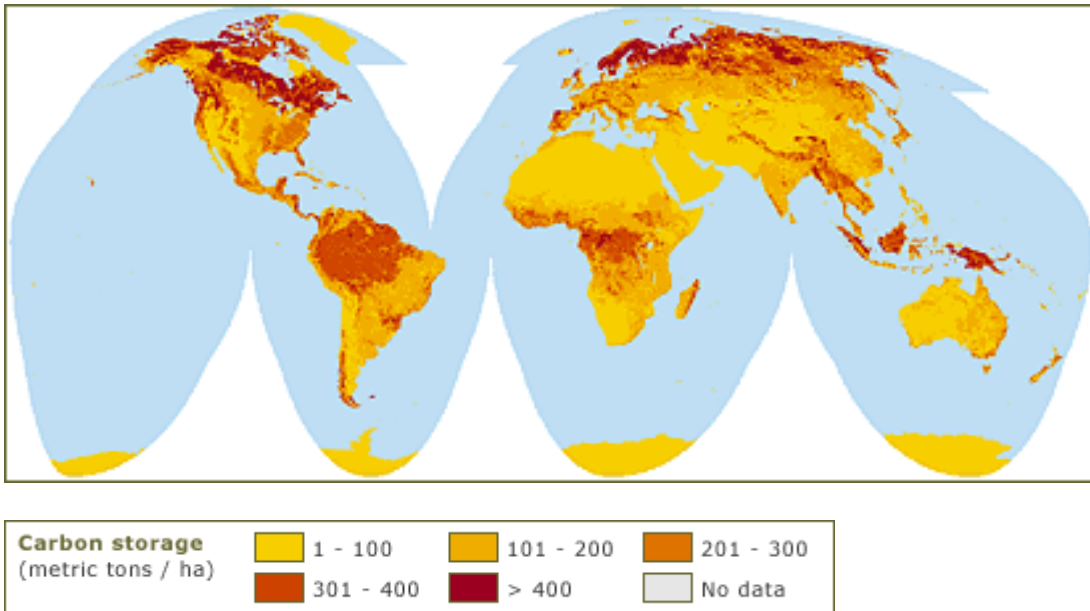 Carbon storage
(metric tons / ha)
1 - 100
101 - 200
201 - 300
301 - 400
> 400
No data